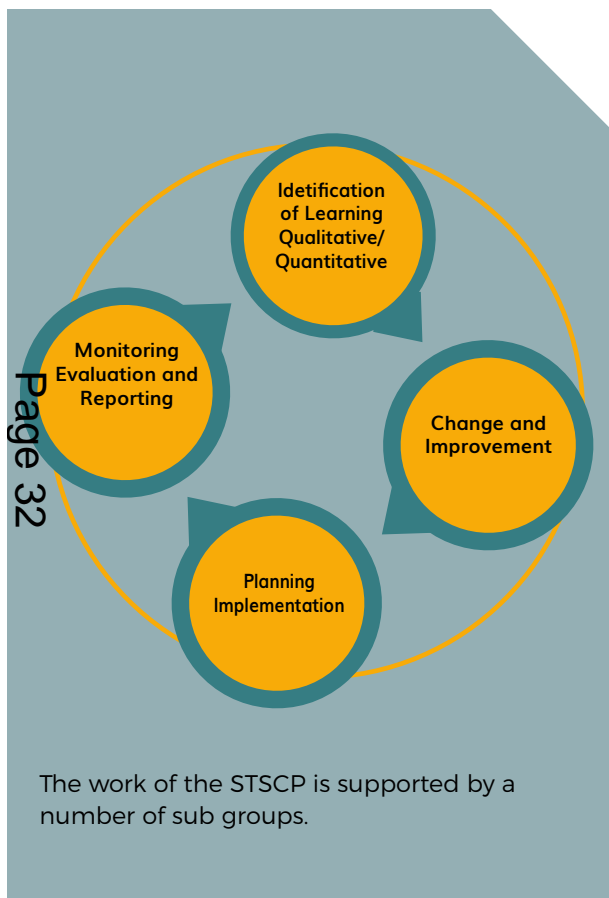 Idetification
of Learning
Qualitative/
Quantitative
Monitoring
Evaluation and
Reporting
Change and
Improvement
Planning
Implementation
Page 32
The work of the STSCP is supported by a
number of sub groups.